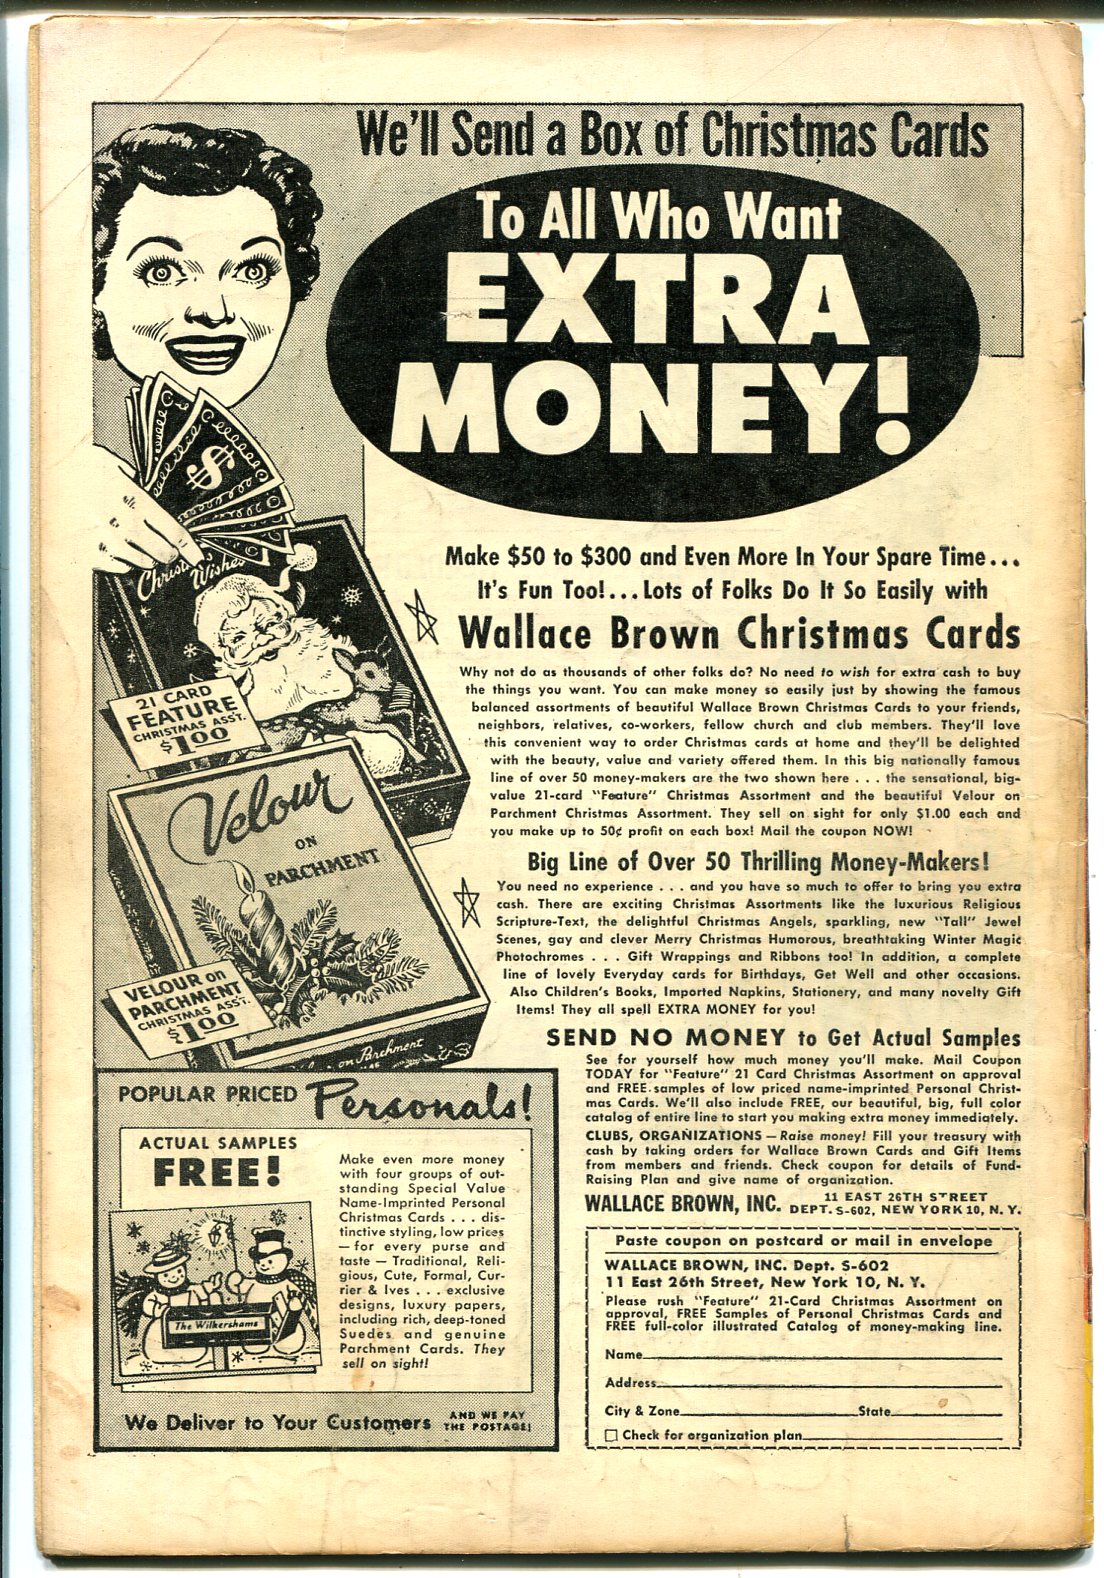 We'll Send a Box of Christmas Cards
To All Who Want
EXTRA
MONEY!
$
Make $50 to $300 and Even More In Your Spare Time...
It's Fun Too!...Lots of Folks Do It So Easily with
Wallace Brown Christmas Cards
Why not do as thousands of other folks do? No need to wish for extra cash to buy
the things you want. You can make money so easily just by showing the famous
balanced assortments of beautiful Wallace Brown Christmas Cards to your friends,
neighbors, relatives, co-workers, fellow church and club members. They'll love
this convenient way to order Christmas cards at home and they'll be delighted
with the beauty, value and variety offered them. In this big nationally famous
line of over 50 money-makers are the two shown here . . . the sensational, big-
value 21-card "Feature" Christmas Assortment and the beautiful Velour on
Parchment Christmas Assortment. They sell on sight for only $1.00 each and
you make up to 50¢ profit on each box! Mail the coupon NOW!
Wishes
21 CARD
FEATURE
CHRISTMAS ASS'T.
$1.00
Velour
ON
PARCHMENT
VELOUR on
PARCHMENT
CHRISTMAS ASS'T.
$1.00
on Parchment
Big Line of Over 50 Thrilling Money-Makers!
You need no experience . . . and you have so much to offer to bring you extra
cash. There are exciting Christmas Assortments like the luxurious Religious
Scripture-Text, the delightful Christmas Angels, sparkling, new "Tall" Jewel
Scenes, gay and clever Merry Christmas Humorous, breathtaking Winter Magic
Photochromes . . . Gift Wrappings and Ribbons too! In addition, a complete
line of lovely Everyday cards for Birthdays, Get Well and other occasions.
Also Children's Books, Imported Napkins, Stationery, and many novelty Gift
Items! They all spell EXTRA MONEY for you!
SEND NO MONEY to Get Actual Samples
See for yourself how much money you'll make. Mail Coupon
TODAY for "Feature" 21 Card Christmas Assortment on approval
and FREE samples of low priced name-imprinted Personal Christ-
mas Cards. We'll also include FREE, our beautiful, big, full color
catalog of entire line to start you making extra money immediately.
CLUBS, ORGANIZATIONS — Raise money! Fill your treasury with
cash by taking orders for Wallace Brown Cards and Gift Items
from members and friends. Check coupon for details of Fund-
Raising Plan and give name of organization.
WALLACE BROWN, INC. 11 EAST 26TH STREET
DEPT. S-602, NEW YORK 10, N. Y.
POPULAR PRICED Personals!
ACTUAL SAMPLES
FREE!
The Wilkershams
Make even more money
with four groups of out-
standing Special Value
Name-Imprinted Personal
Christmas Cards . . . dis-
tinctive styling, low prices
— for every purse and
taste — Traditional, Reli-
gious, Cute, Formal, Cur-
rier & Ives . . . exclusive
designs, luxury papers,
including rich, deep-toned
Suedes and genuine
Parchment Cards. They
sell on sight!
We Deliver to Your Customers AND WE PAY
THE POSTAGE!
Paste coupon on postcard or mail in envelope
WALLACE BROWN, INC. Dept. S-602
11 East 26th Street, New York 10, N. Y.
Please rush "Feature" 21-Card Christmas Assortment on
approval, FREE Samples of Personal Christmas Cards and
FREE full-color illustrated Catalog of money-making line.
Name
Address
City & Zone State
Check for organization plan